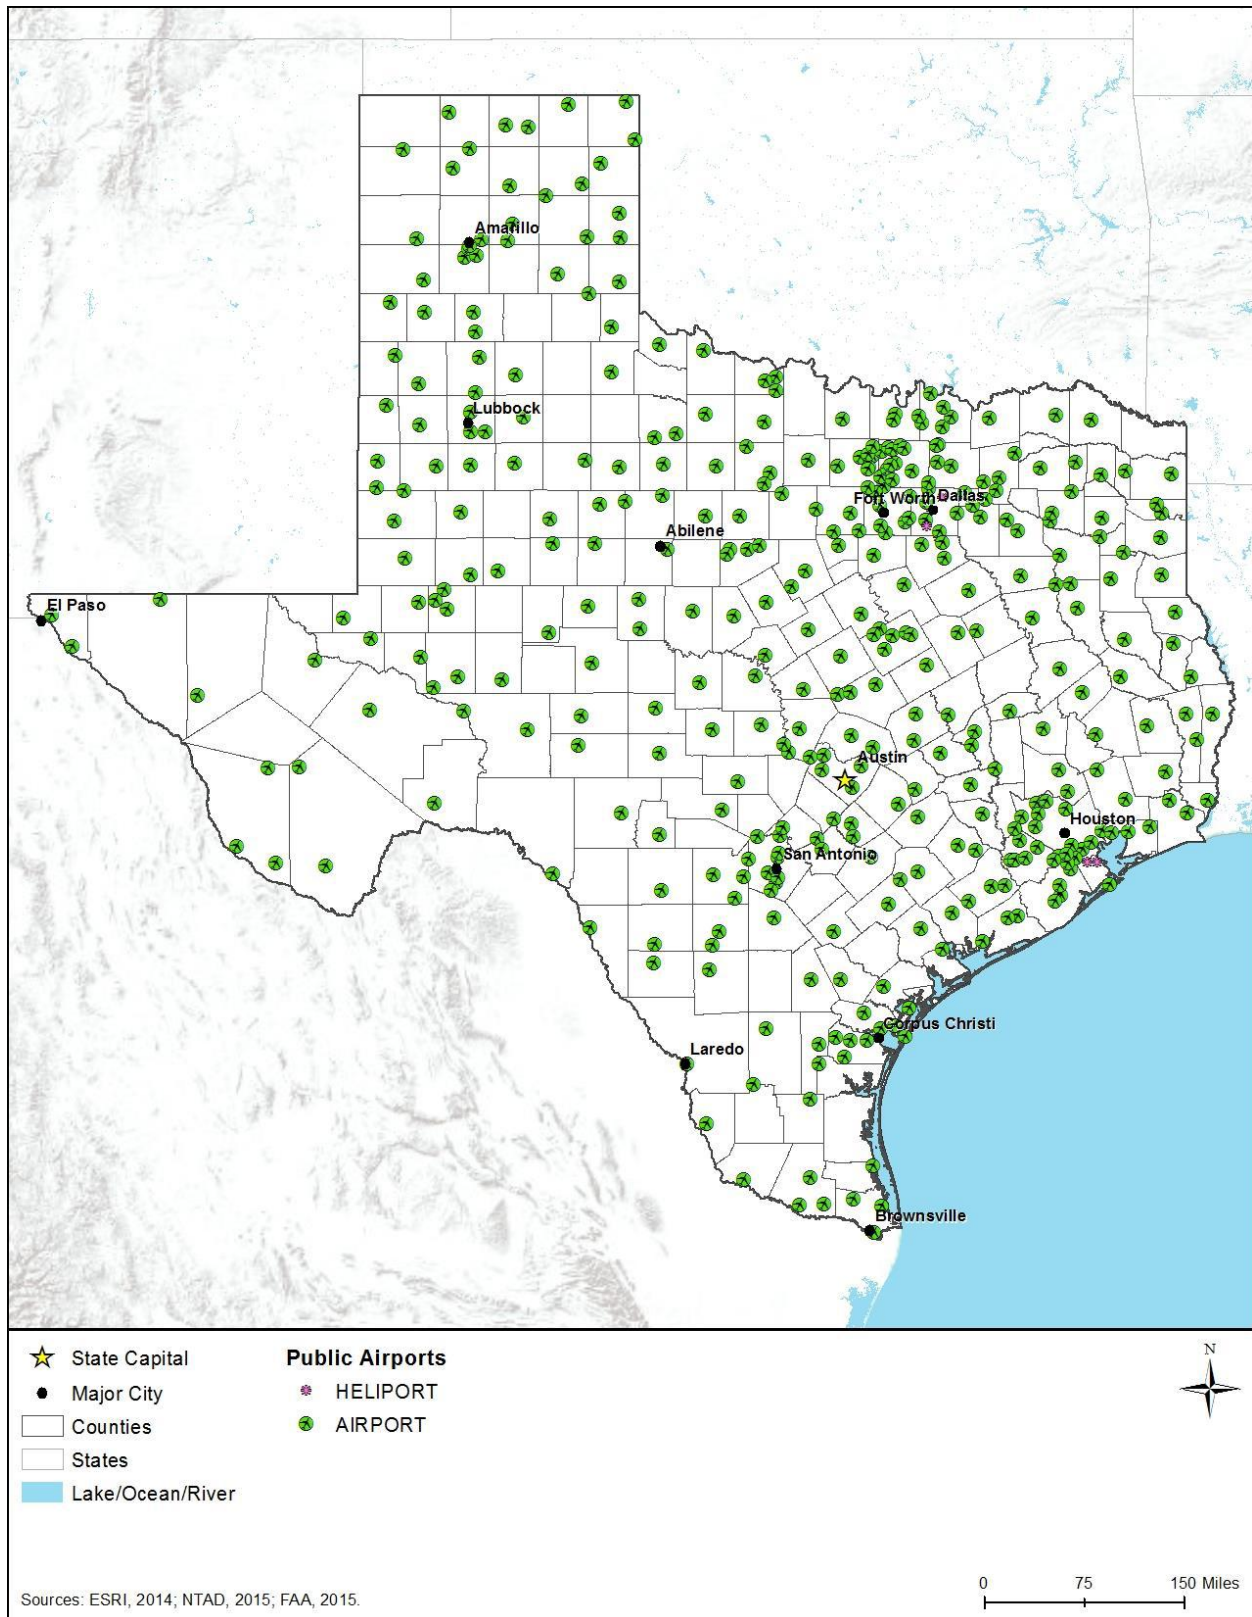 Amarillo
Lubbock
Fort Worth
Dallas
Abilene
El Paso
Austin
Houston
San Antonio
Corpus Christi
Laredo
Brownsville
State Capital
Major City
Counties
States
Lake/Ocean/River
Public Airports
HELIPORT
AIRPORT
N
0 75 150 Miles
Sources: ESRI, 2014; NTAD, 2015; FAA, 2015.